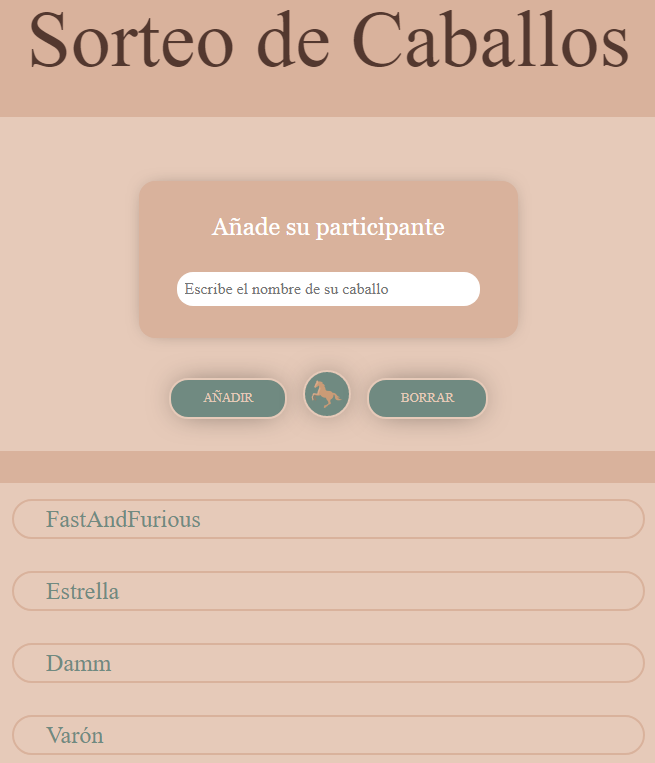 Sorteo de Caballos
Añade su participante
Escribe el nombre de su caballo
AÑADIR
BORRAR
FastAndFurious
Estrella
Damm
Varón